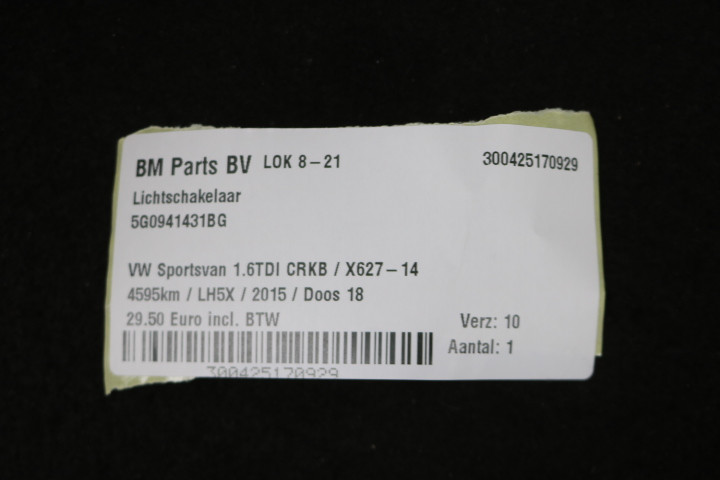 BM Parts BV LOK 8-21 300425170929
Lichtschakelaar
5G0941431BG
VW Sportsvan 1.6TDI CRKB / X627-14
4595km / LH5X / 2015 / Doos 18
29.50 Euro incl. BTW Verz: 10
Aantal: 1
300425170929